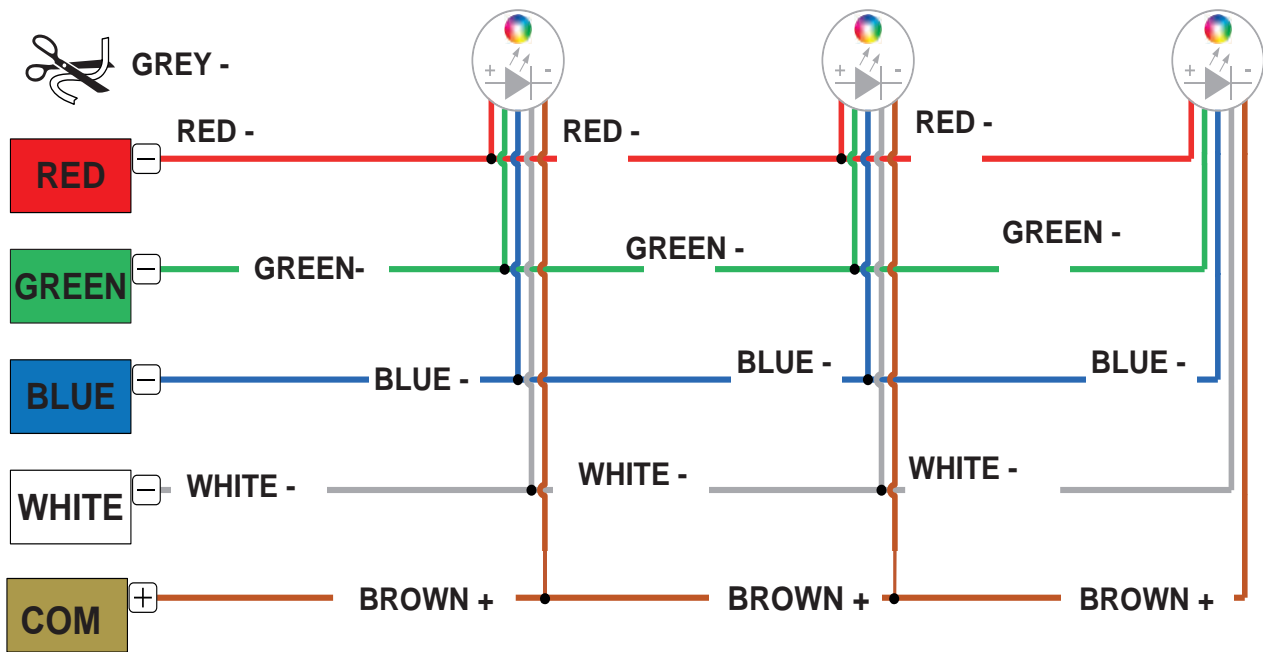 GREY -
+ -
+ -
+ -
RED - RED - RED -
RED -
GREEN - GREEN -
GREEN-
GREEN -
BLUE - BLUE -
BLUE -
BLUE -
WHITE - WHITE -
WHITE -
WHITE -
BROWN + BROWN + BROWN +
COM +